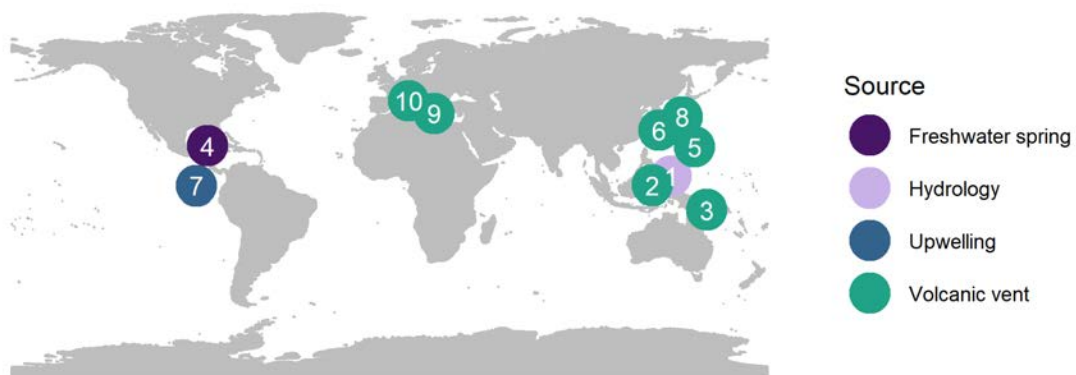 Source
Freshwater spring
Hydrology
Upwelling
Volcanic vent
10
9
8
6
5
4
1
7
2
3